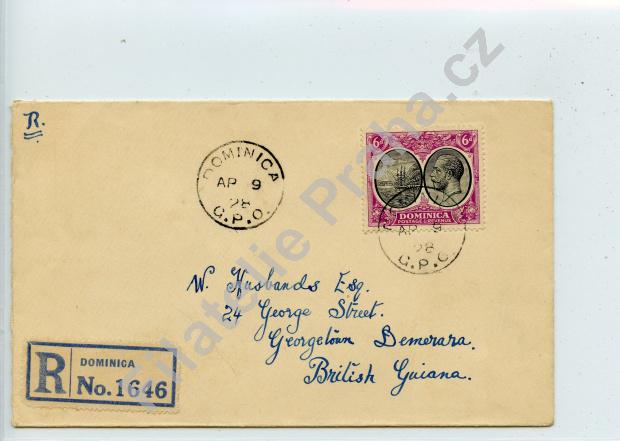 R.
DOMINICA
AP 9
28
G.P.O.
6d 6d
DOMINICA
POSTAGE & REVENUE
AP 9
28
G.P.O
W. Husbands Esq.
24 George Street.
Georgetown Demerara.
British Guiana.
R DOMINICA
No. 1646
Filatelie Praha.cz